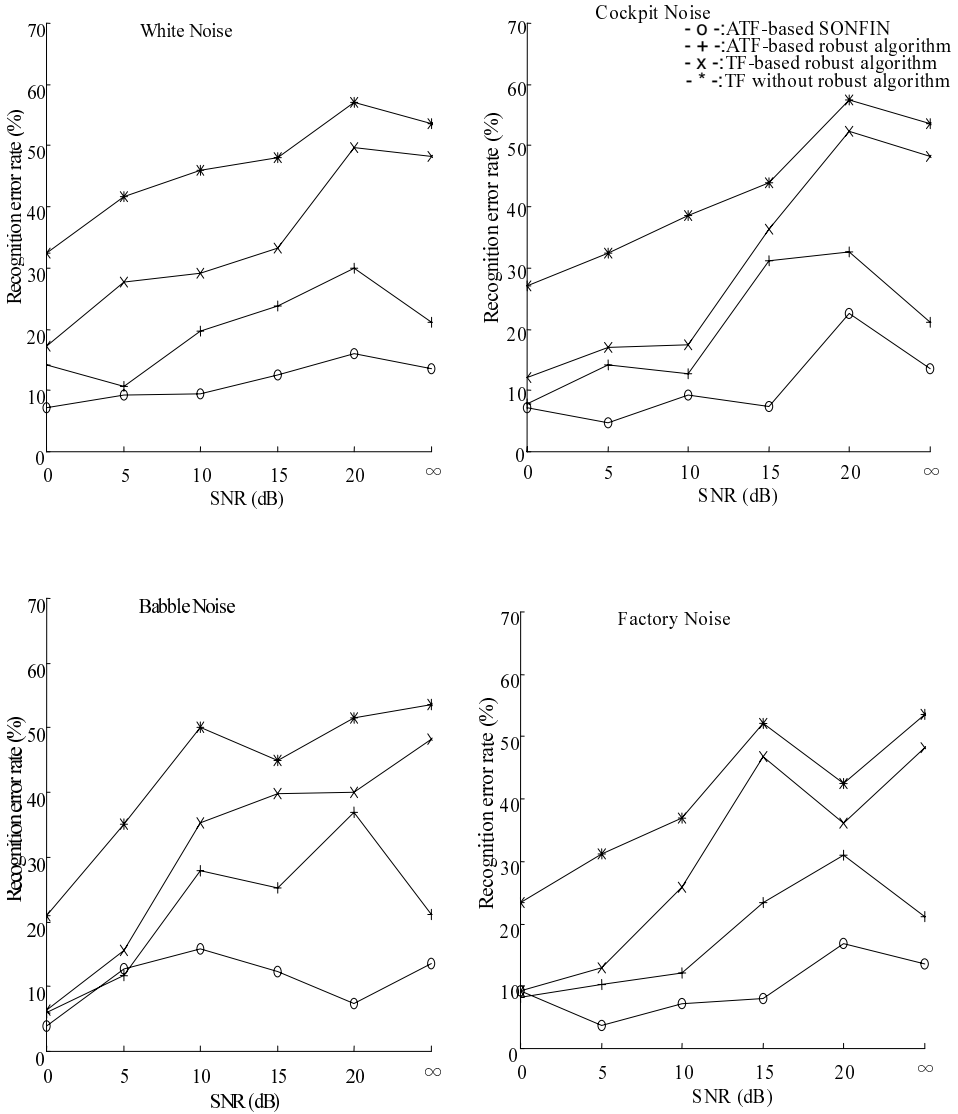 White Noise
70
60
50
40
30
20
10
0
Recognition error rate (%)
0 5 10 15 20 ∞
SNR (dB)
Cockpit Noise
- o -:ATF-based SONFIN
- + -:ATF-based robust algorithm
- x -:TF-based robust algorithm
- * -:TF without robust algorithm
70
60
50
40
30
20
10
0
Recognition error rate (%)
0 5 10 15 20 ∞
SNR (dB)
Babble Noise
70
60
50
40
30
20
10
0
Recognition error rate (%)
0 5 10 15 20 ∞
SNR (dB)
Factory Noise
70
60
50
40
30
20
10
0
Recognition error rate (%)
0 5 10 15 20 ∞
SNR (dB)